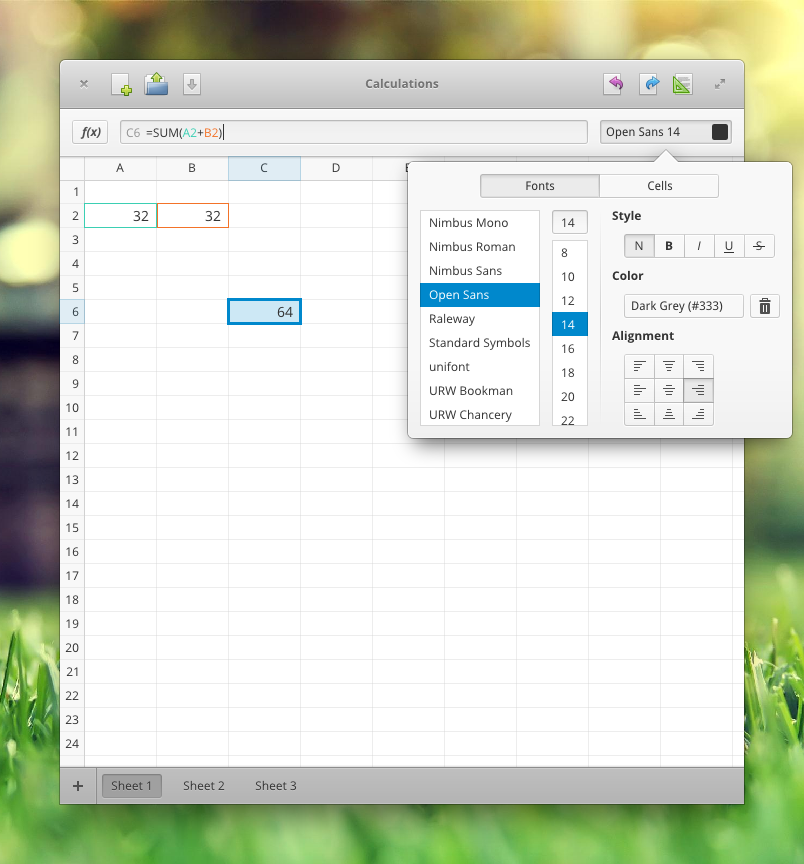 Calculations
f(x)
C6 =SUM(A2+B2)
Open Sans 14
A B C D
Fonts Cells
1
2 32 32
3
4
5
6 64
7
8
9
10
11
12
13
14
15
16
17
18
19
20
21
22
23
24
Nimbus Mono
Nimbus Roman
Nimbus Sans
Open Sans
Raleway
Standard Symbols
unifont
URW Bookman
URW Chancery
14
8
10
12
14
16
18
20
22
Style
N B I U S
Color
Dark Grey (#333)
Alignment
+ Sheet 1 Sheet 2 Sheet 3